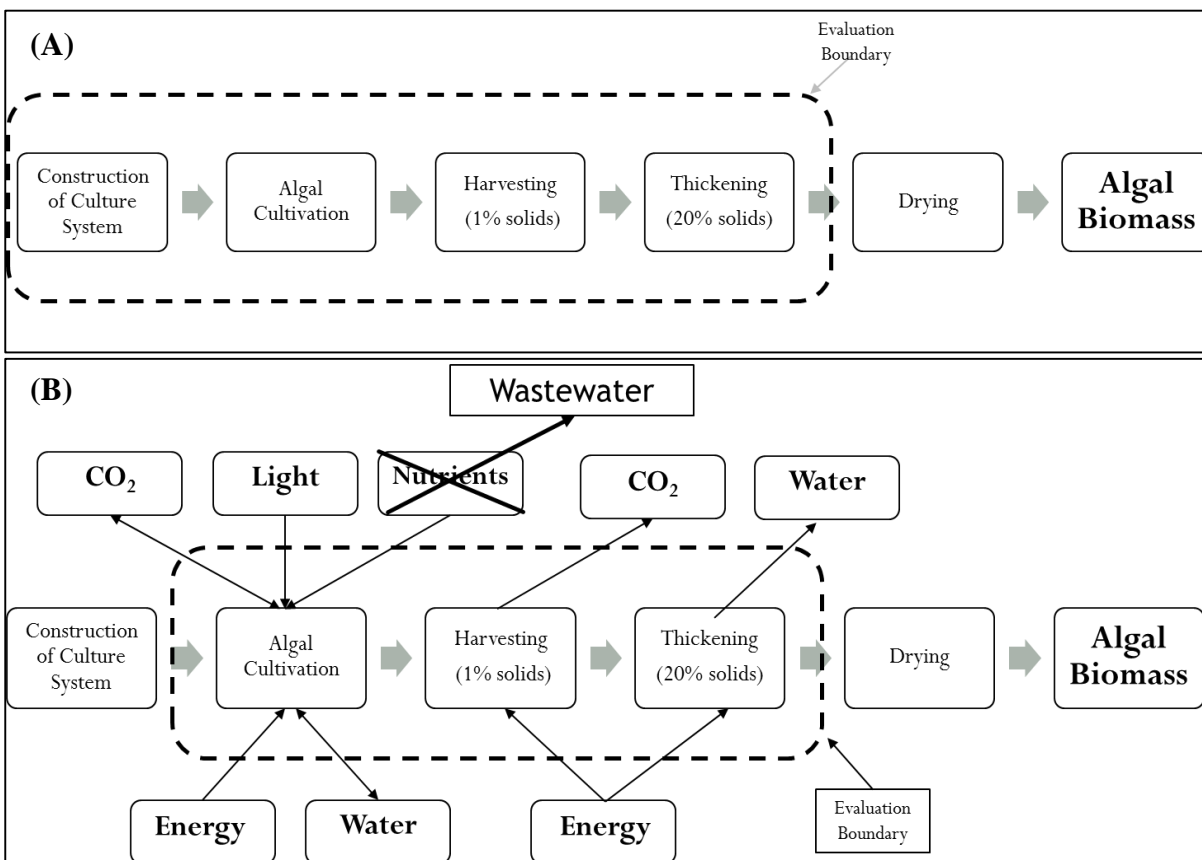 (A)
Evaluation
Boundary
Construction
of Culture
System
Algal
Cultivation
Harvesting
(1% solids)
Thickening
(20% solids)
Drying
Algal
Biomass
(B)
Wastewater
CO₂
Light
Nutrients
CO₂
Water
Construction
of Culture
System
Algal
Cultivation
Harvesting
(1% solids)
Thickening
(20% solids)
Drying
Algal
Biomass
Energy
Water
Energy
Evaluation
Boundary